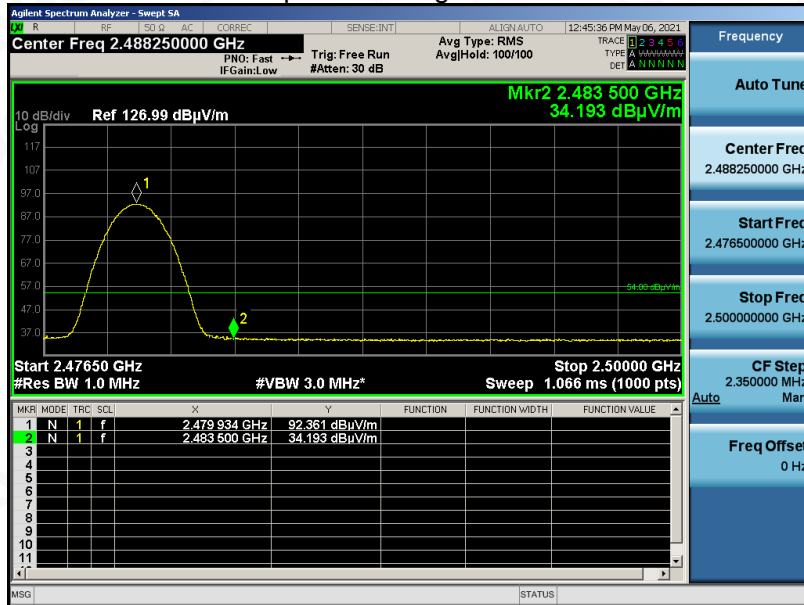 Agilent Spectrum Analyzer - Swept SA
LXI R RF 50 Ω AC CORREC SENSE:INT ALIGN AUTO 12:45:36 PM May 06, 2021
Center Freq 2.488250000 GHz
PNO: Fast
IFGain:Low
Trig: Free Run
#Atten: 30 dB
Avg Type: RMS
Avg|Hold: 100/100
TRACE 1 2 3 4 5 6
TYPE A
DET A N N N N N
Mkr2 2.483 500 GHz
34.193 dBµV/m
10 dB/div Ref 126.99 dBµV/m
Log
117
107
97.0
87.0
77.0
67.0
57.0
47.0
37.0
1
2
54.00 dBµV/m
Start 2.47650 GHz Stop 2.50000 GHz
#Res BW 1.0 MHz #VBW 3.0 MHz* Sweep 1.066 ms (1000 pts)
MKR MODE TRC SCL X Y FUNCTION FUNCTION WIDTH FUNCTION VALUE
1 N 1 f 2.479 934 GHz 92.361 dBµV/m
2 N 1 f 2.483 500 GHz 34.193 dBµV/m
3
4
5
6
7
8
9
10
11
MSG STATUS
Frequency
Auto Tune
Center Freq
2.488250000 GHz
Start Freq
2.476500000 GHz
Stop Freq
2.500000000 GHz
CF Step
2.350000 MHz
Auto Man
Freq Offset
0 Hz